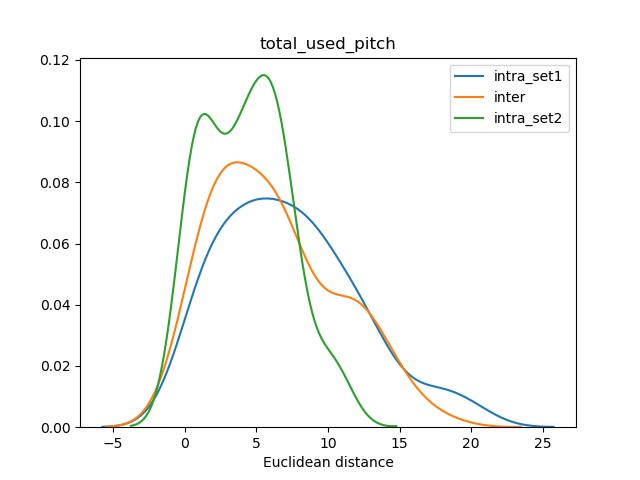 total_used_pitch
0.12
0.10
0.08
0.06
0.04
0.02
0.00
intra_set1
inter
intra_set2
−5 0 5 10 15 20 25
Euclidean distance